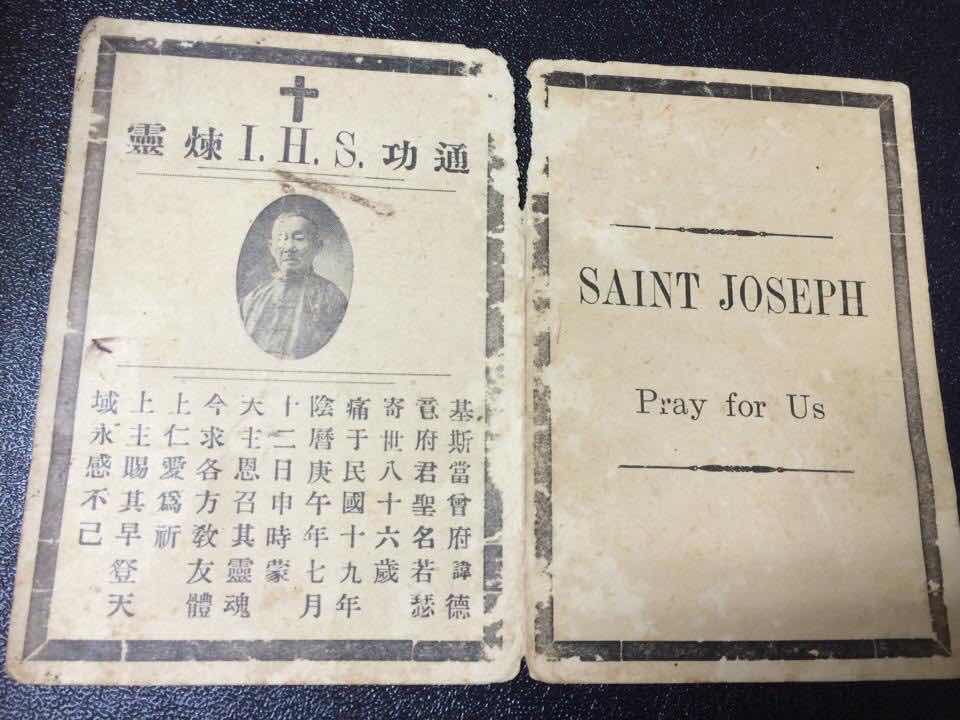 通功 I. H. S. 煉靈
基斯當曾府諱德
府君聖名若瑟
寄世八十六歲
痛于民國十九年
陰曆庚午年七月
十二日申時蒙
天主恩召其靈魂
今求各方教友體
上仁愛爲祈
上主賜其早登天
域永感不已
SAINT JOSEPH
Pray for Us